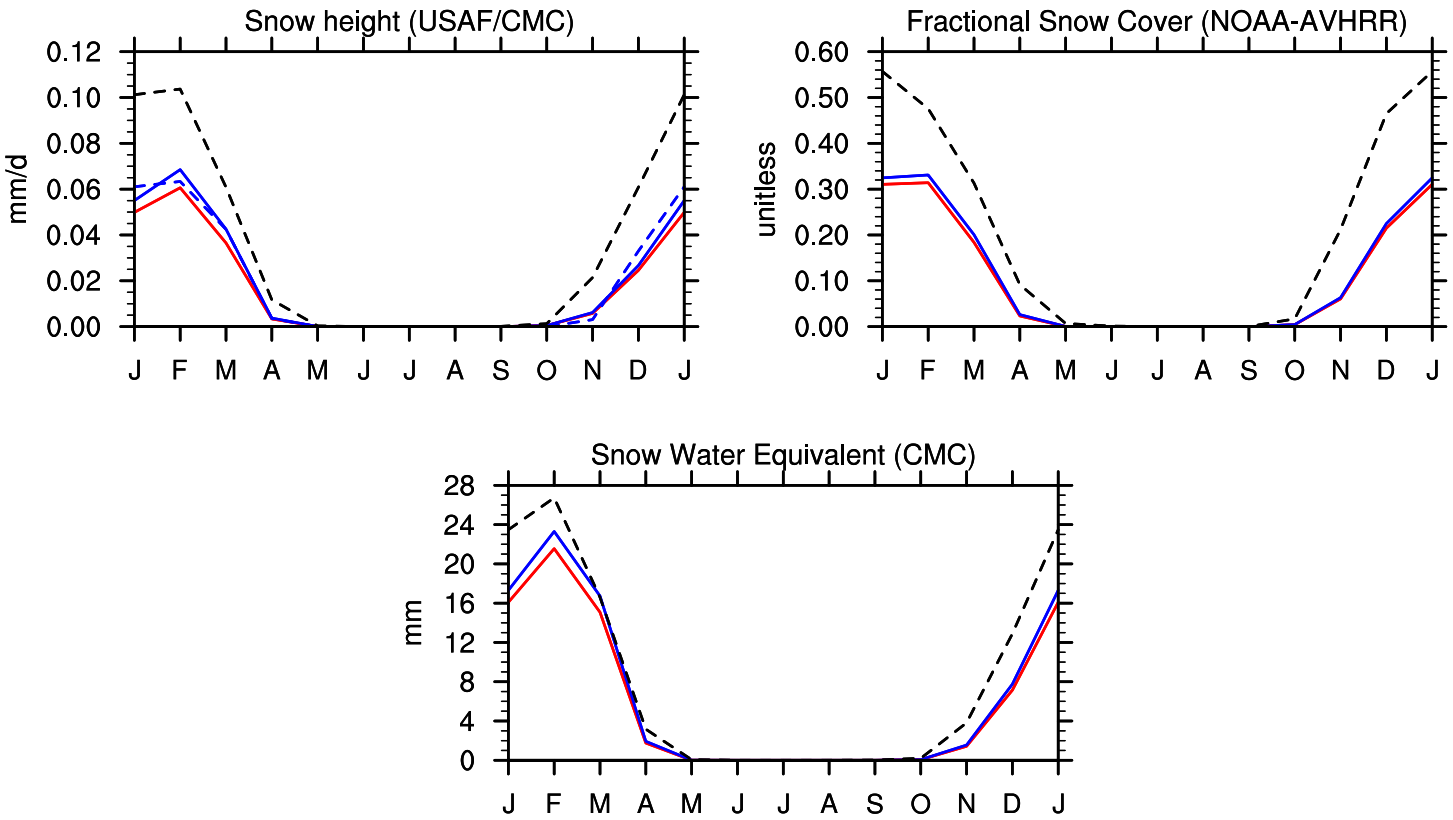 Snow height (USAF/CMC)
mm/d
0.12
0.10
0.08
0.06
0.04
0.02
0.00
J F M A M J J A S O N D J
Fractional Snow Cover (NOAA-AVHRR)
unitless
0.60
0.50
0.40
0.30
0.20
0.10
0.00
J F M A M J J A S O N D J
Snow Water Equivalent (CMC)
mm
28
24
20
16
12
8
4
0
J F M A M J J A S O N D J